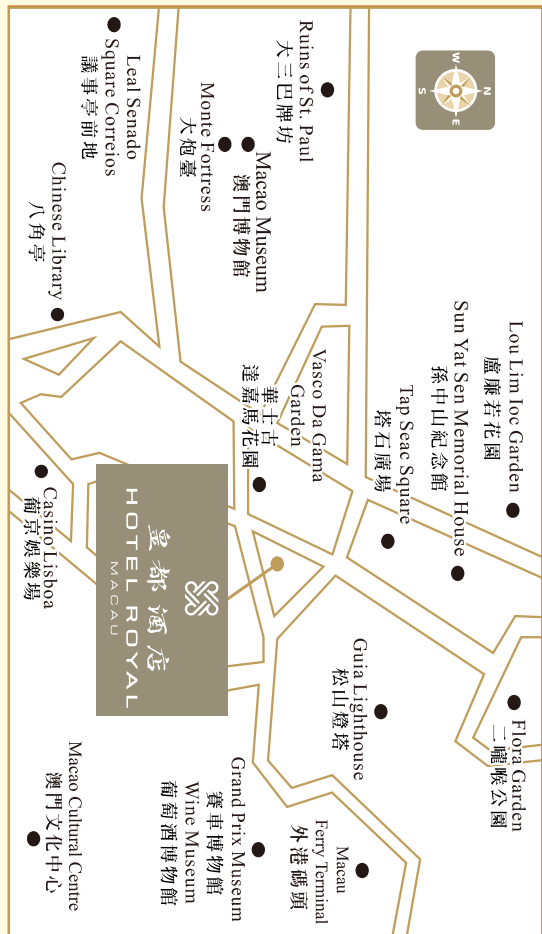 N
W
E
S
Lou Lim Ioc Garden
盧廉若花園
Flora Garden
二嚨喉公園
Sun Yat Sen Memorial House
孫中山紀念館
Tap Seac Square
塔石廣場
Guia Lighthouse
松山燈塔
Macau
Ferry Terminal
外港碼頭
Ruins of St. Paul
大三巴牌坊
Vasco Da Gama
Garden
華士古
達嘉馬花園
Macao Museum
澳門博物館
Monte Fortress
大炮臺
Grand Prix Museum
賽車博物館
Wine Museum
葡萄酒博物館
皇都酒店
HOTEL ROYAL
MACAU
Leal Senado
Square Correios
議事亭前地
Chinese Library
八角亭
Casino Lisboa
葡京娛樂場
Macao Cultural Centre
澳門文化中心